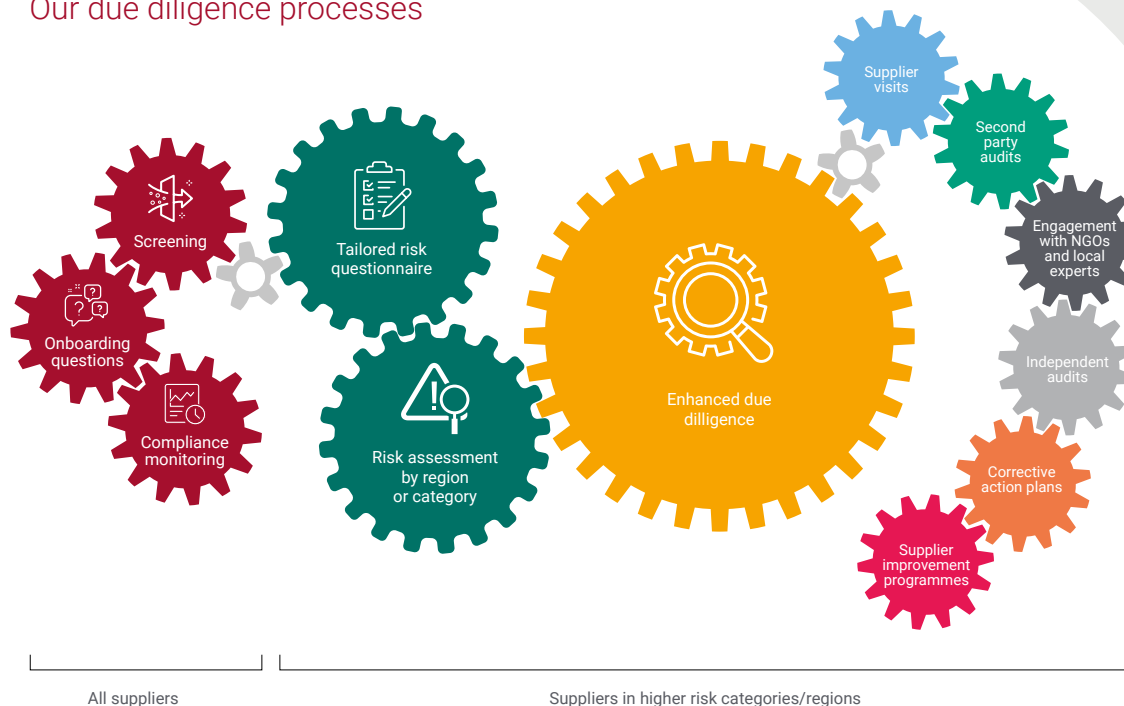 Our due diligence processes
Screening
Onboarding
questions
Compliance
monitoring
Tailored risk
questionnaire
Risk assessment
by region
or category
Enhanced due
dilligence
Supplier
visits
Second
party
audits
Engagement
with NGOs
and local
experts
Independent
audits
Corrective
action plans
Supplier
improvement
programmes
All suppliers
Suppliers in higher risk categories/regions